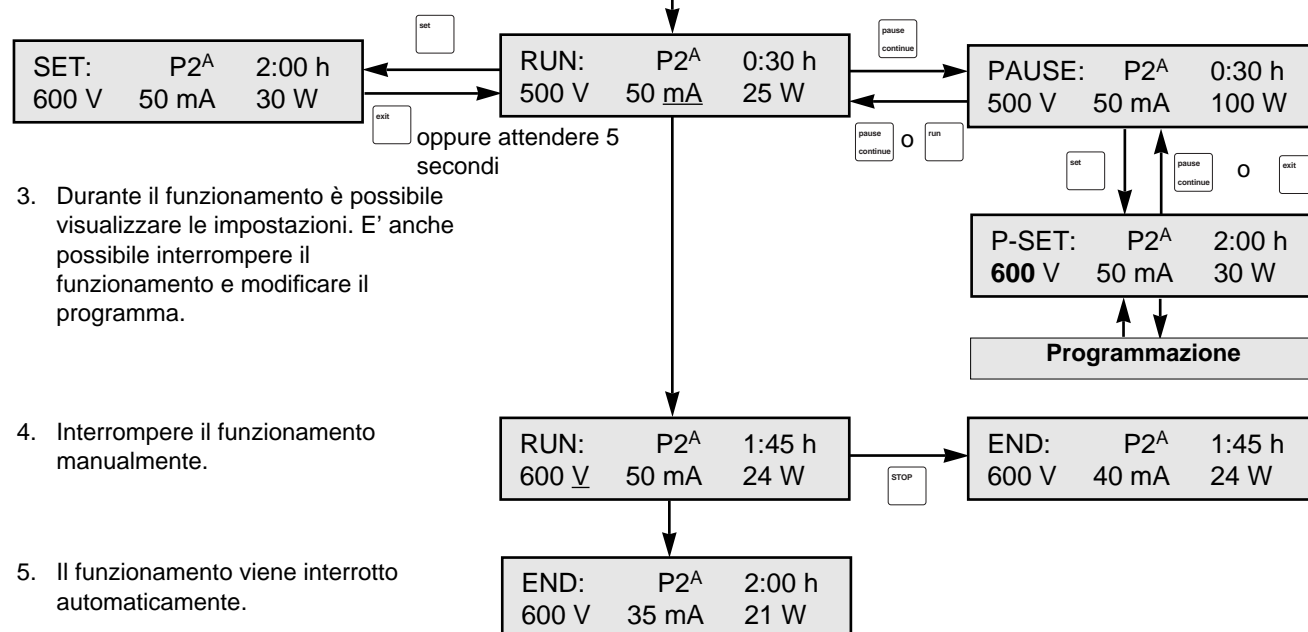 set
pause
continue
SET: P2ᴬ 2:00 h
600 V 50 mA 30 W
RUN: P2ᴬ 0:30 h
500 V 50 mA 25 W
PAUSE: P2ᴬ 0:30 h
500 V 50 mA 100 W
exit
oppure attendere 5
secondi
pause
continue
o
run
set
pause
continue
o
exit
3. Durante il funzionamento è possibile
visualizzare le impostazioni. E’ anche
possibile interrompere il
funzionamento e modificare il
programma.
P-SET: P2ᴬ 2:00 h
600 V 50 mA 30 W
Programmazione
4. Interrompere il funzionamento
manualmente.
RUN: P2ᴬ 1:45 h
600 V 50 mA 24 W
STOP
END: P2ᴬ 1:45 h
600 V 40 mA 24 W
5. Il funzionamento viene interrotto
automaticamente.
END: P2ᴬ 2:00 h
600 V 35 mA 21 W